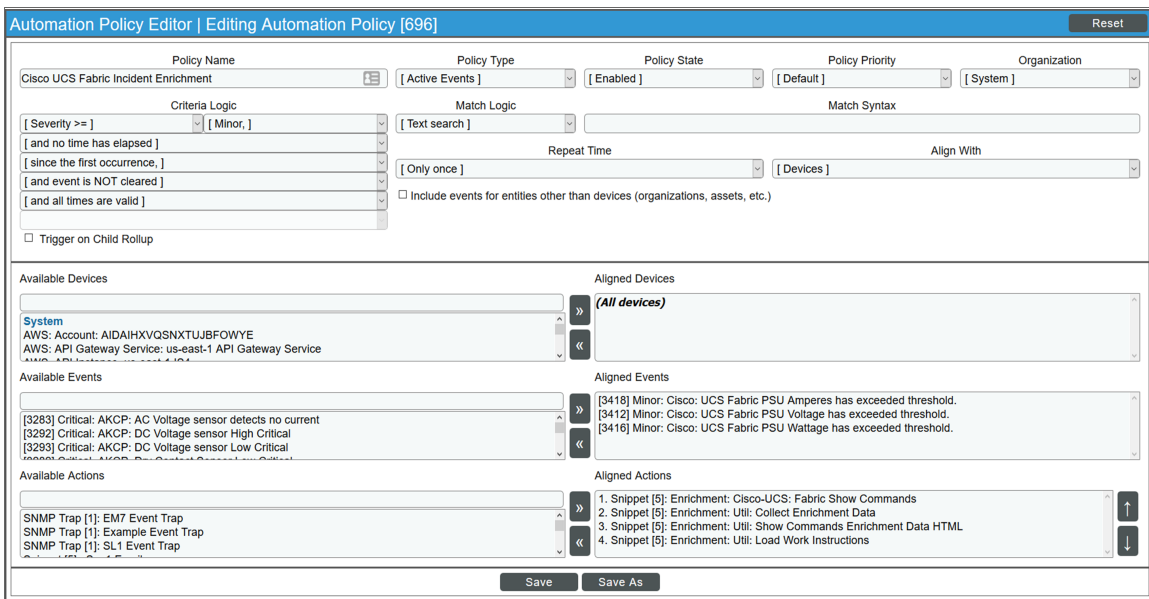 Automation Policy Editor | Editing Automation Policy [696]
Reset
Policy Name
Policy Type
Policy State
Policy Priority
Organization
Cisco UCS Fabric Incident Enrichment
[ Active Events ]
[ Enabled ]
[ Default ]
[ System ]
Criteria Logic
Match Logic
Match Syntax
[ Severity >= ]
[ Minor, ]
[ Text search ]
[ and no time has elapsed ]
Repeat Time
Align With
[ since the first occurrence, ]
[ Only once ]
[ Devices ]
[ and event is NOT cleared ]
[ and all times are valid ]
Include events for entities other than devices (organizations, assets, etc.)
Trigger on Child Rollup
Available Devices
Aligned Devices
System
AWS: Account: AIDAIHXVQSNXTUJBFOWYE
AWS: API Gateway Service: us-east-1 API Gateway Service
»
«
(All devices)
Available Events
Aligned Events
[3283] Critical: AKCP: AC Voltage sensor detects no current
[3292] Critical: AKCP: DC Voltage sensor High Critical
[3293] Critical: AKCP: DC Voltage sensor Low Critical
»
«
[3418] Minor: Cisco: UCS Fabric PSU Amperes has exceeded threshold.
[3412] Minor: Cisco: UCS Fabric PSU Voltage has exceeded threshold.
[3416] Minor: Cisco: UCS Fabric PSU Wattage has exceeded threshold.
Available Actions
Aligned Actions
SNMP Trap [1]: EM7 Event Trap
SNMP Trap [1]: Example Event Trap
SNMP Trap [1]: SL1 Event Trap
»
«
1. Snippet [5]: Enrichment: Cisco-UCS: Fabric Show Commands
2. Snippet [5]: Enrichment: Util: Collect Enrichment Data
3. Snippet [5]: Enrichment: Util: Show Commands Enrichment Data HTML
4. Snippet [5]: Enrichment: Util: Load Work Instructions
Save
Save As